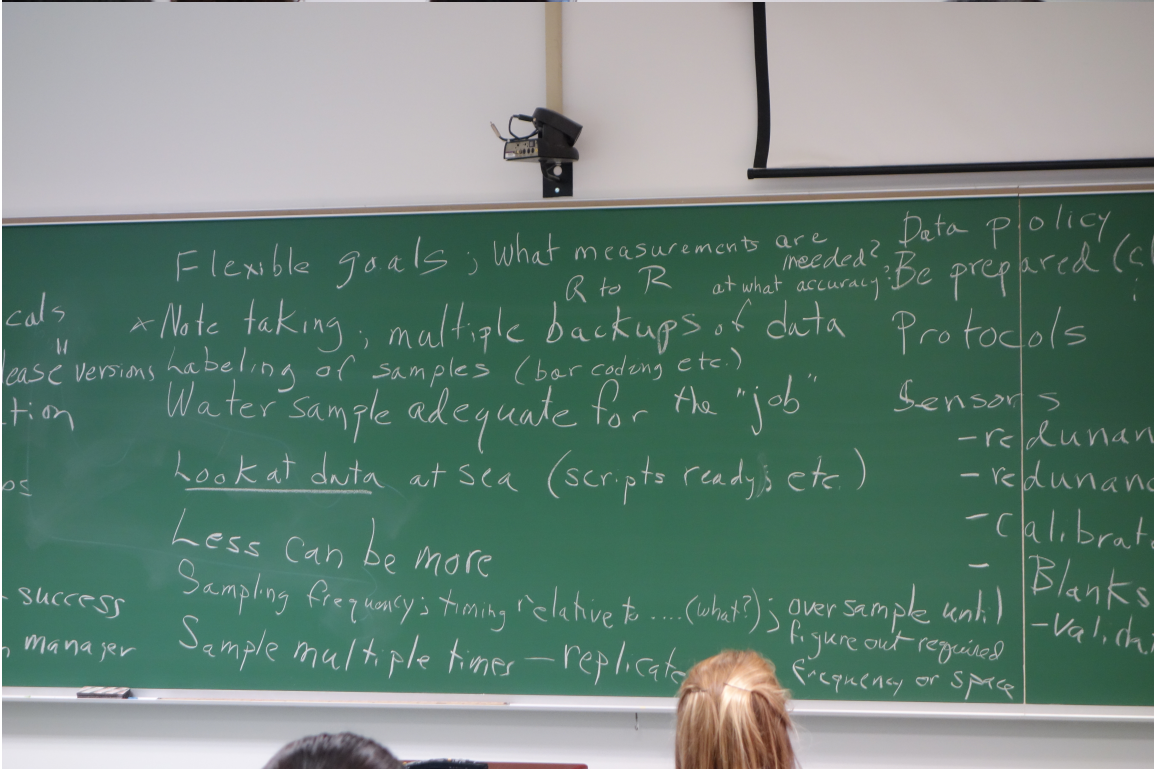 cals
lease" versions
tion
os
- success
manager
Flexible goals; What measurements are needed?
R to R at what accuracy?
* Note taking; multiple backups of data
Labeling of samples (bar coding etc.)
Water sample adequate for the "job"
Look at data at sea (scripts ready; etc.)
Less can be more
Sampling frequency; timing relative to ....(what?); over sample until
figure out required
frequency or space
Sample multiple times - replicate
Data policy
Be prepared (
Protocols
Sensors
- redunan
- redunanc
- Calibrat
- Blanks
- Valida